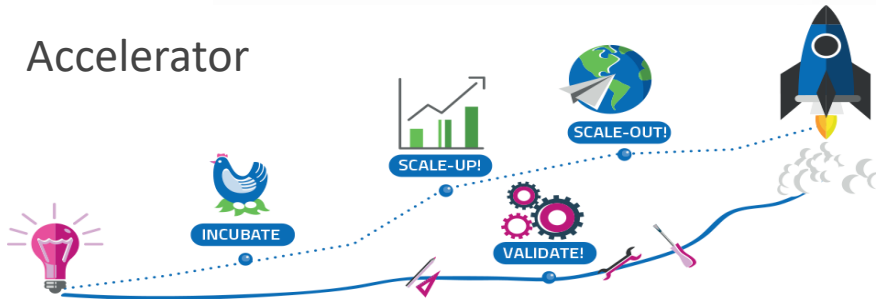 Accelerator
SCALE-OUT!
SCALE-UP!
INCUBATE
VALIDATE!